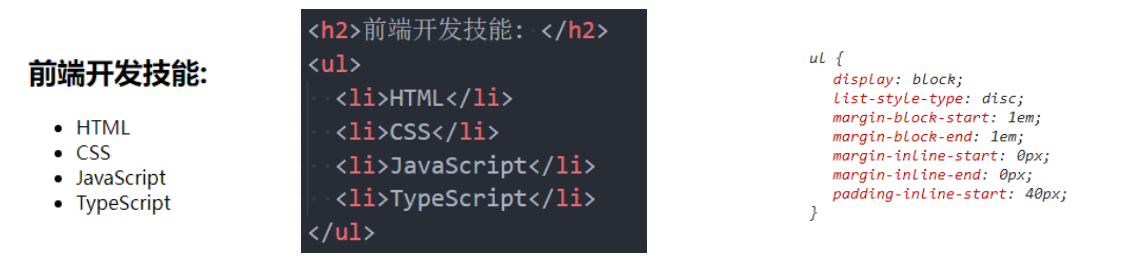 前端开发技能:
HTML
CSS
JavaScript
TypeScript
<h2>前端开发技能: </h2>
<ul>
<li>HTML</li>
<li>CSS</li>
<li>JavaScript</li>
<li>TypeScript</li>
</ul>
ul {
display: block;
list-style-type: disc;
margin-block-start: 1em;
margin-block-end: 1em;
margin-inline-start: 0px;
margin-inline-end: 0px;
padding-inline-start: 40px;
}